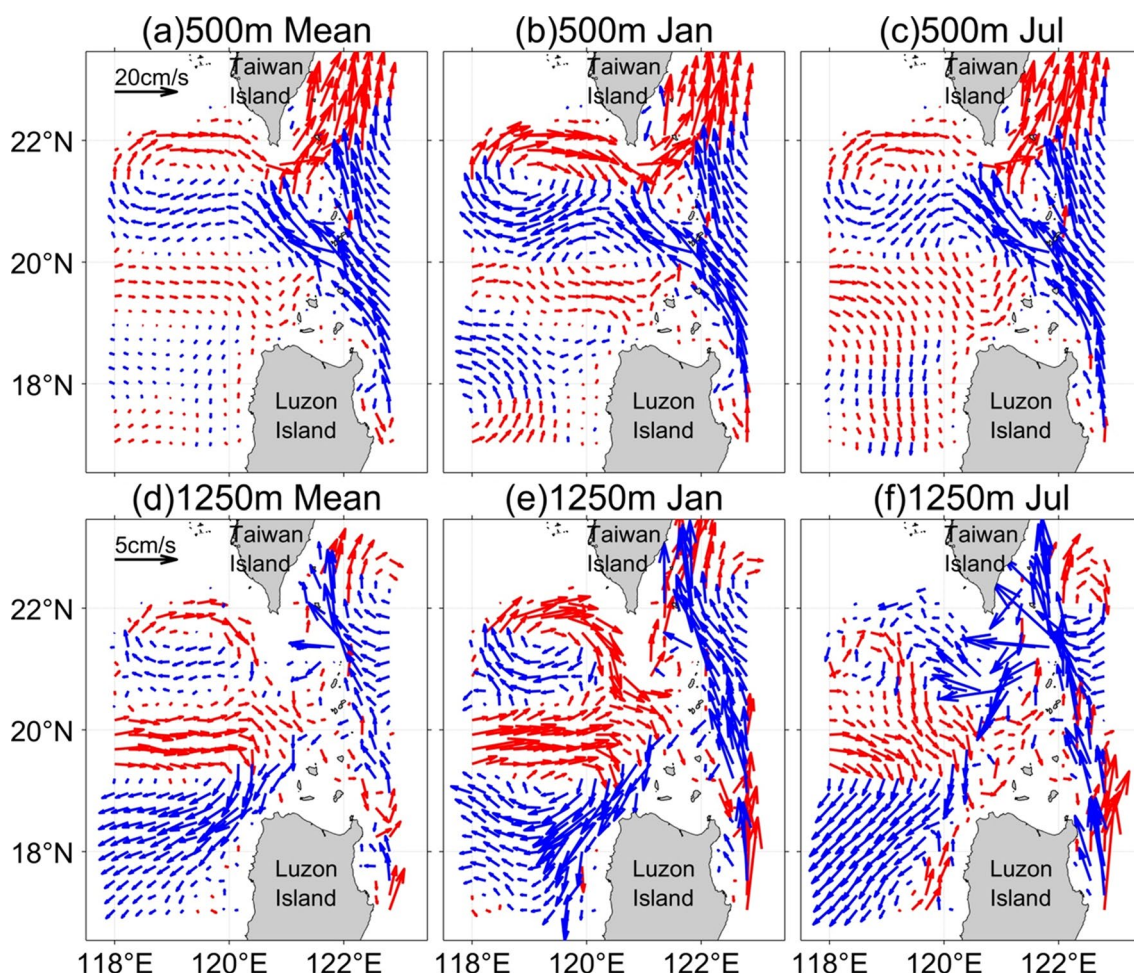 (a)500m Mean
(b)500m Jan
(c)500m Jul
20cm/s
Taiwan
Island
Taiwan
Island
Taiwan
Island
22°N
20°N
18°N
Luzon
Island
Luzon
Island
Luzon
Island
(d)1250m Mean
(e)1250m Jan
(f)1250m Jul
5cm/s
Taiwan
Island
Taiwan
Island
Taiwan
Island
22°N
20°N
18°N
Luzon
Island
Luzon
Island
Luzon
Island
118°E 120°E 122°E
118°E 120°E 122°E
118°E 120°E 122°E